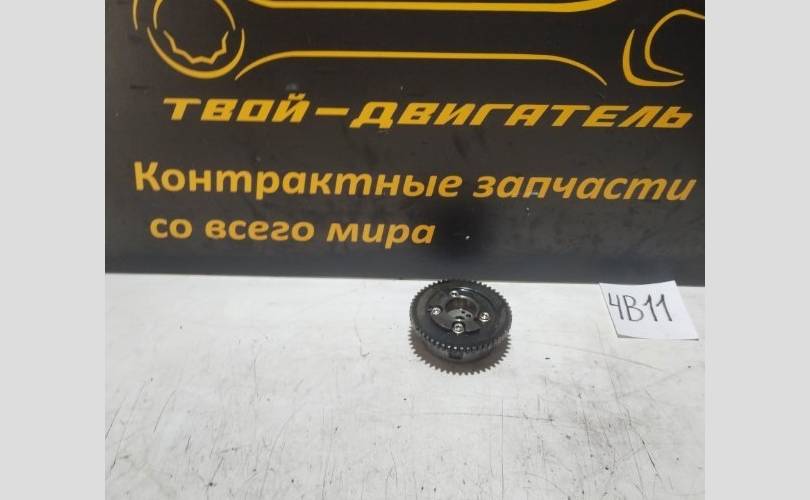 ТВОЙ-ДВИГАТЕЛЬ
Контрактные запчасти
со всего мира
4B11